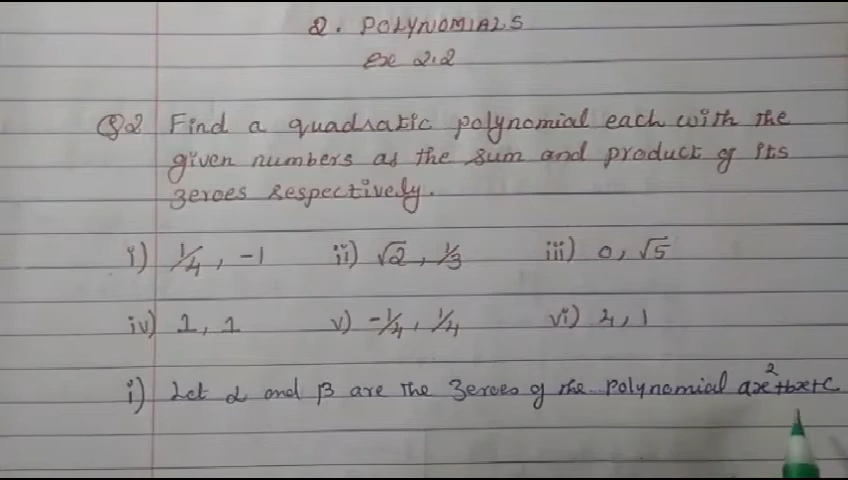 2. POLYNOMIALS
Ex 2.2
Q2 Find a quadratic polynomial each with the
given numbers as the sum and product of its
zeroes respectively.
i) 1/4, -1 ii) √2, 1/3 iii) 0, √5
iv) 1, 1 v) -1/4, 1/4 vi) 4, 1
i) Let α and β are the zeroes of the polynomial ax²+bx+c